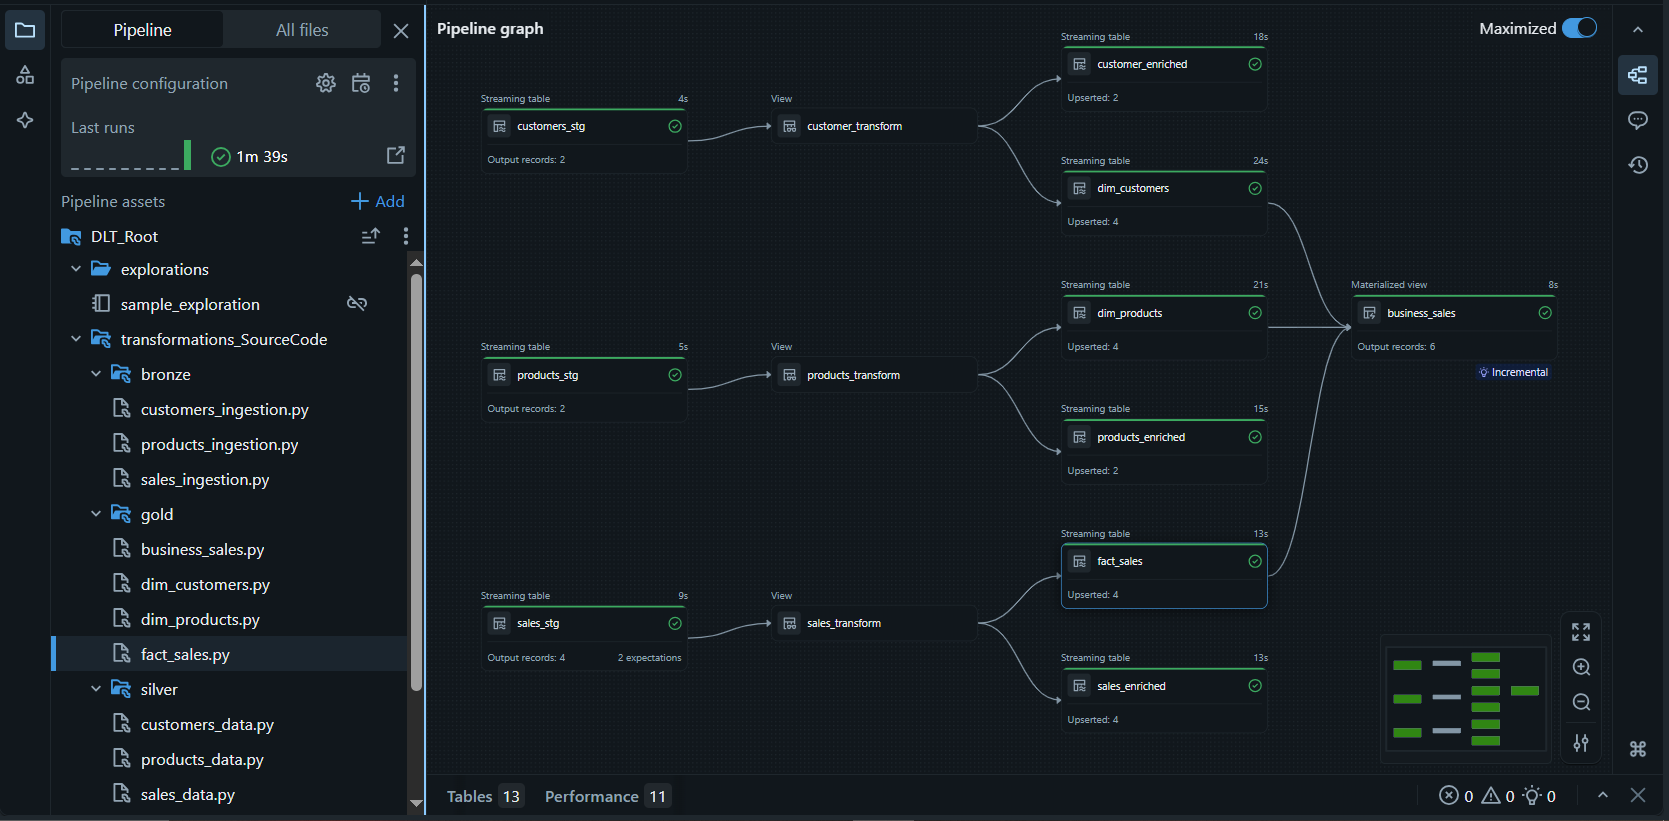 Pipeline
All files
Pipeline configuration
Last runs
1m 39s
Pipeline assets
Add
DLT_Root
explorations
sample_exploration
transformations_SourceCode
bronze
customers_ingestion.py
products_ingestion.py
sales_ingestion.py
gold
business_sales.py
dim_customers.py
dim_products.py
fact_sales.py
silver
customers_data.py
products_data.py
sales_data.py
Pipeline graph
Maximized
Streaming table 4s
customers_stg
Output records: 2
View
customer_transform
Streaming table 18s
customer_enriched
Upserted: 2
Streaming table 24s
dim_customers
Upserted: 4
Streaming table 5s
products_stg
Output records: 2
View
products_transform
Streaming table 21s
dim_products
Upserted: 4
Streaming table 15s
products_enriched
Upserted: 2
Materialized view 8s
business_sales
Output records: 6
Incremental
Streaming table 9s
sales_stg
Output records: 4 2 expectations
View
sales_transform
Streaming table 13s
fact_sales
Upserted: 4
Streaming table 13s
sales_enriched
Upserted: 4
Tables 13 Performance 11
0 0 0